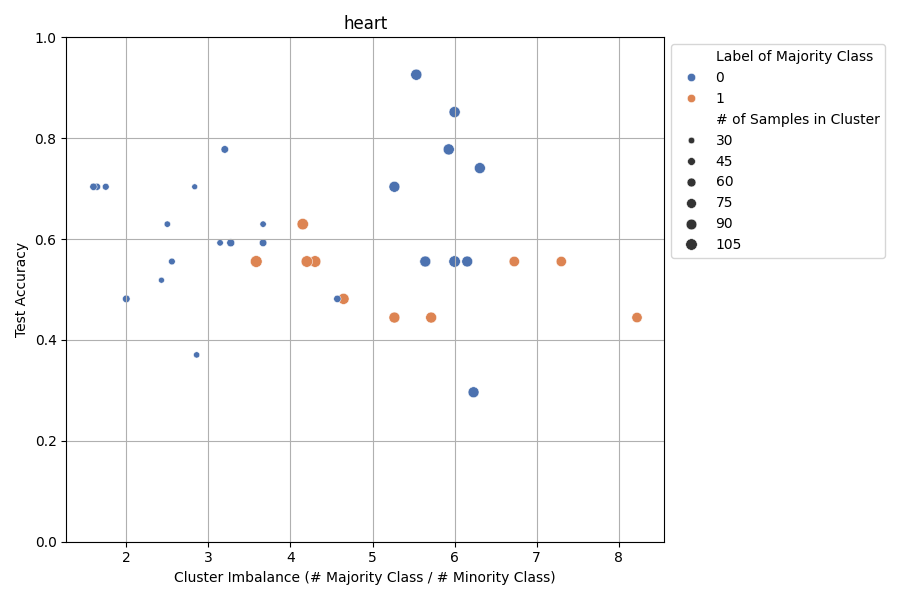 heart
Test Accuracy
1.0
0.8
0.6
0.4
0.2
0.0
2 3 4 5 6 7 8
Cluster Imbalance (# Majority Class / # Minority Class)
Label of Majority Class
0
1
# of Samples in Cluster
30
45
60
75
90
105